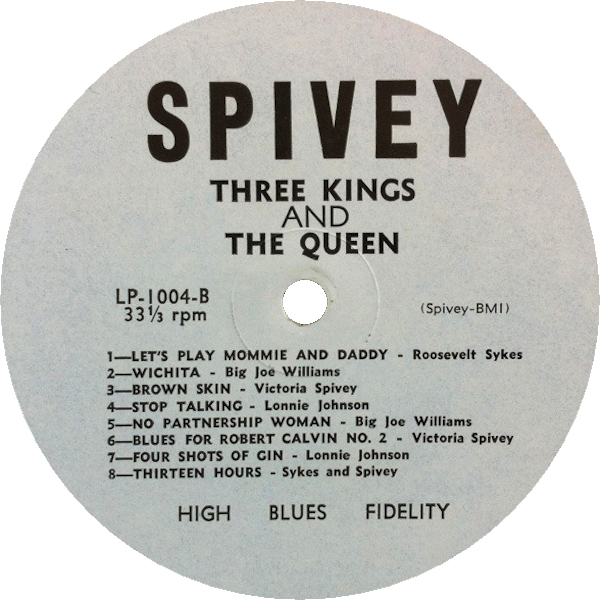 SPIVEY
THREE KINGS
AND
THE QUEEN
LP-1004-B
33⅓ rpm
(Spivey-BMI)
1—LET'S PLAY MOMMIE AND DADDY - Roosevelt Sykes
2—WICHITA - Big Joe Williams
3—BROWN SKIN - Victoria Spivey
4—STOP TALKING - Lonnie Johnson
5—NO PARTNERSHIP WOMAN - Big Joe Williams
6—BLUES FOR ROBERT CALVIN NO. 2 - Victoria Spivey
7—FOUR SHOTS OF GIN - Lonnie Johnson
8—THIRTEEN HOURS - Sykes and Spivey
HIGH BLUES FIDELITY